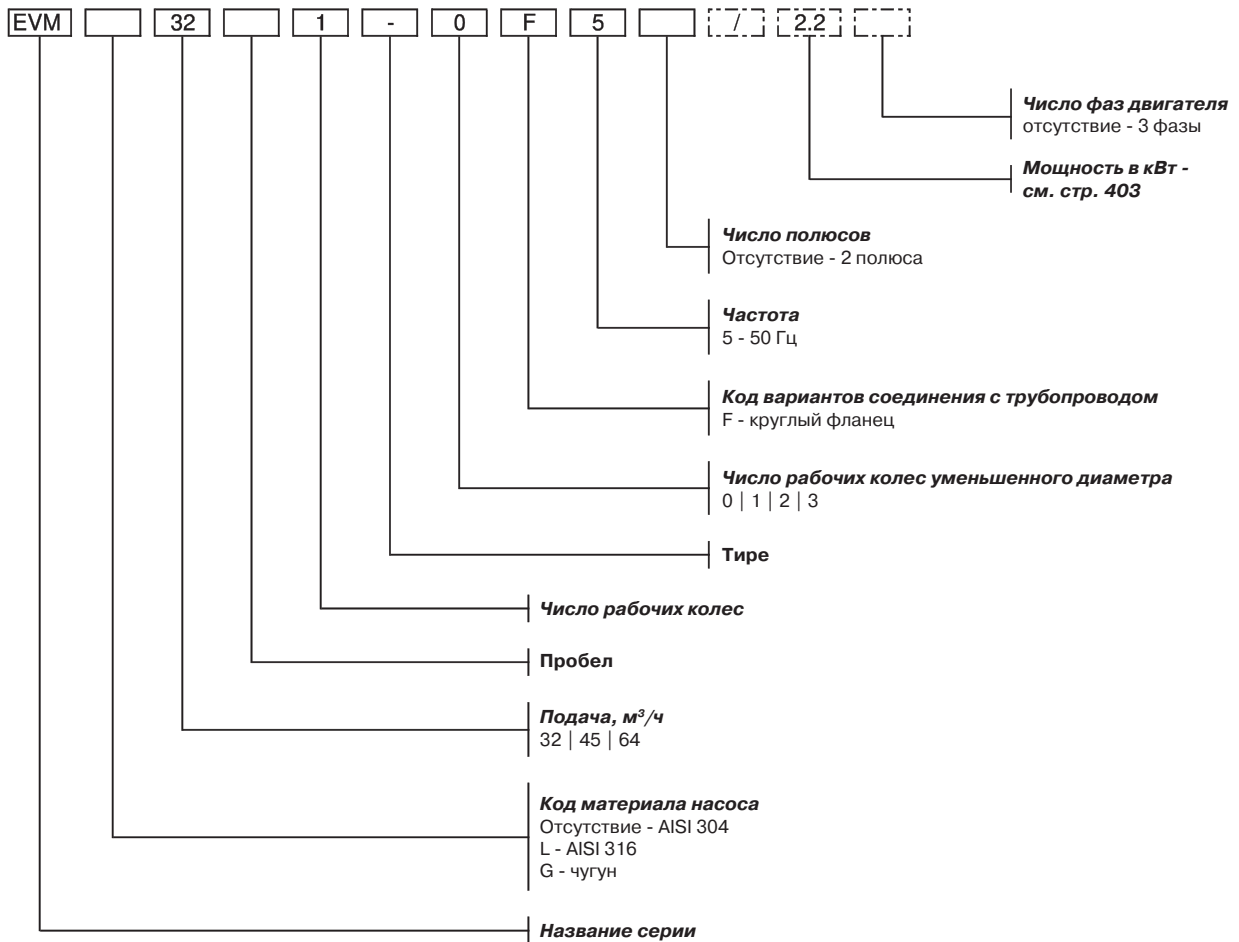 EVM 32 1 - 0 F 5 / 2.2
Число фаз двигателя
отсутствие - 3 фазы
Мощность в кВт -
см. стр. 403
Число полюсов
Отсутствие - 2 полюса
Частота
5 - 50 Гц
Код вариантов соединения с трубопроводом
F - круглый фланец
Число рабочих колес уменьшенного диаметра
0 | 1 | 2 | 3
Тире
Число рабочих колес
Пробел
Подача, м³/ч
32 | 45 | 64
Код материала насоса
Отсутствие - AISI 304
L - AISI 316
G - чугун
Название серии